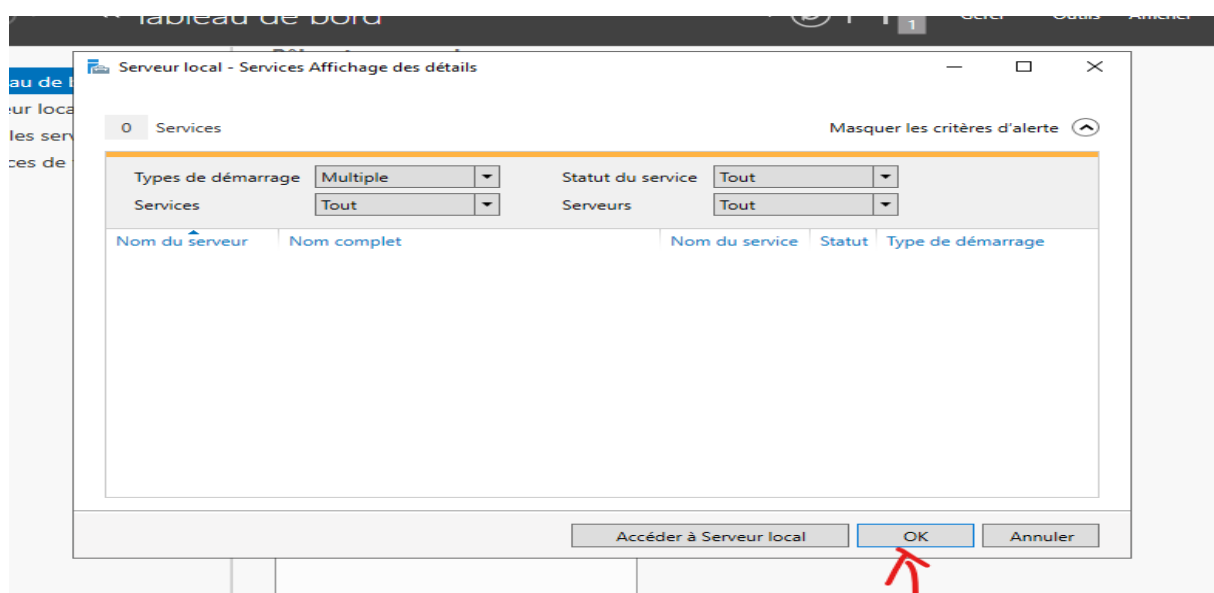 Tableau de bord
1
Gérer Outils Afficher
Serveur local - Services Affichage des détails
au de
eur loca
les serv
ces de
0 Services
Masquer les critères d'alerte
Types de démarrage Multiple Statut du service Tout
Services Tout Serveurs Tout
Nom du serveur Nom complet Nom du service Statut Type de démarrage
Accéder à Serveur local OK Annuler